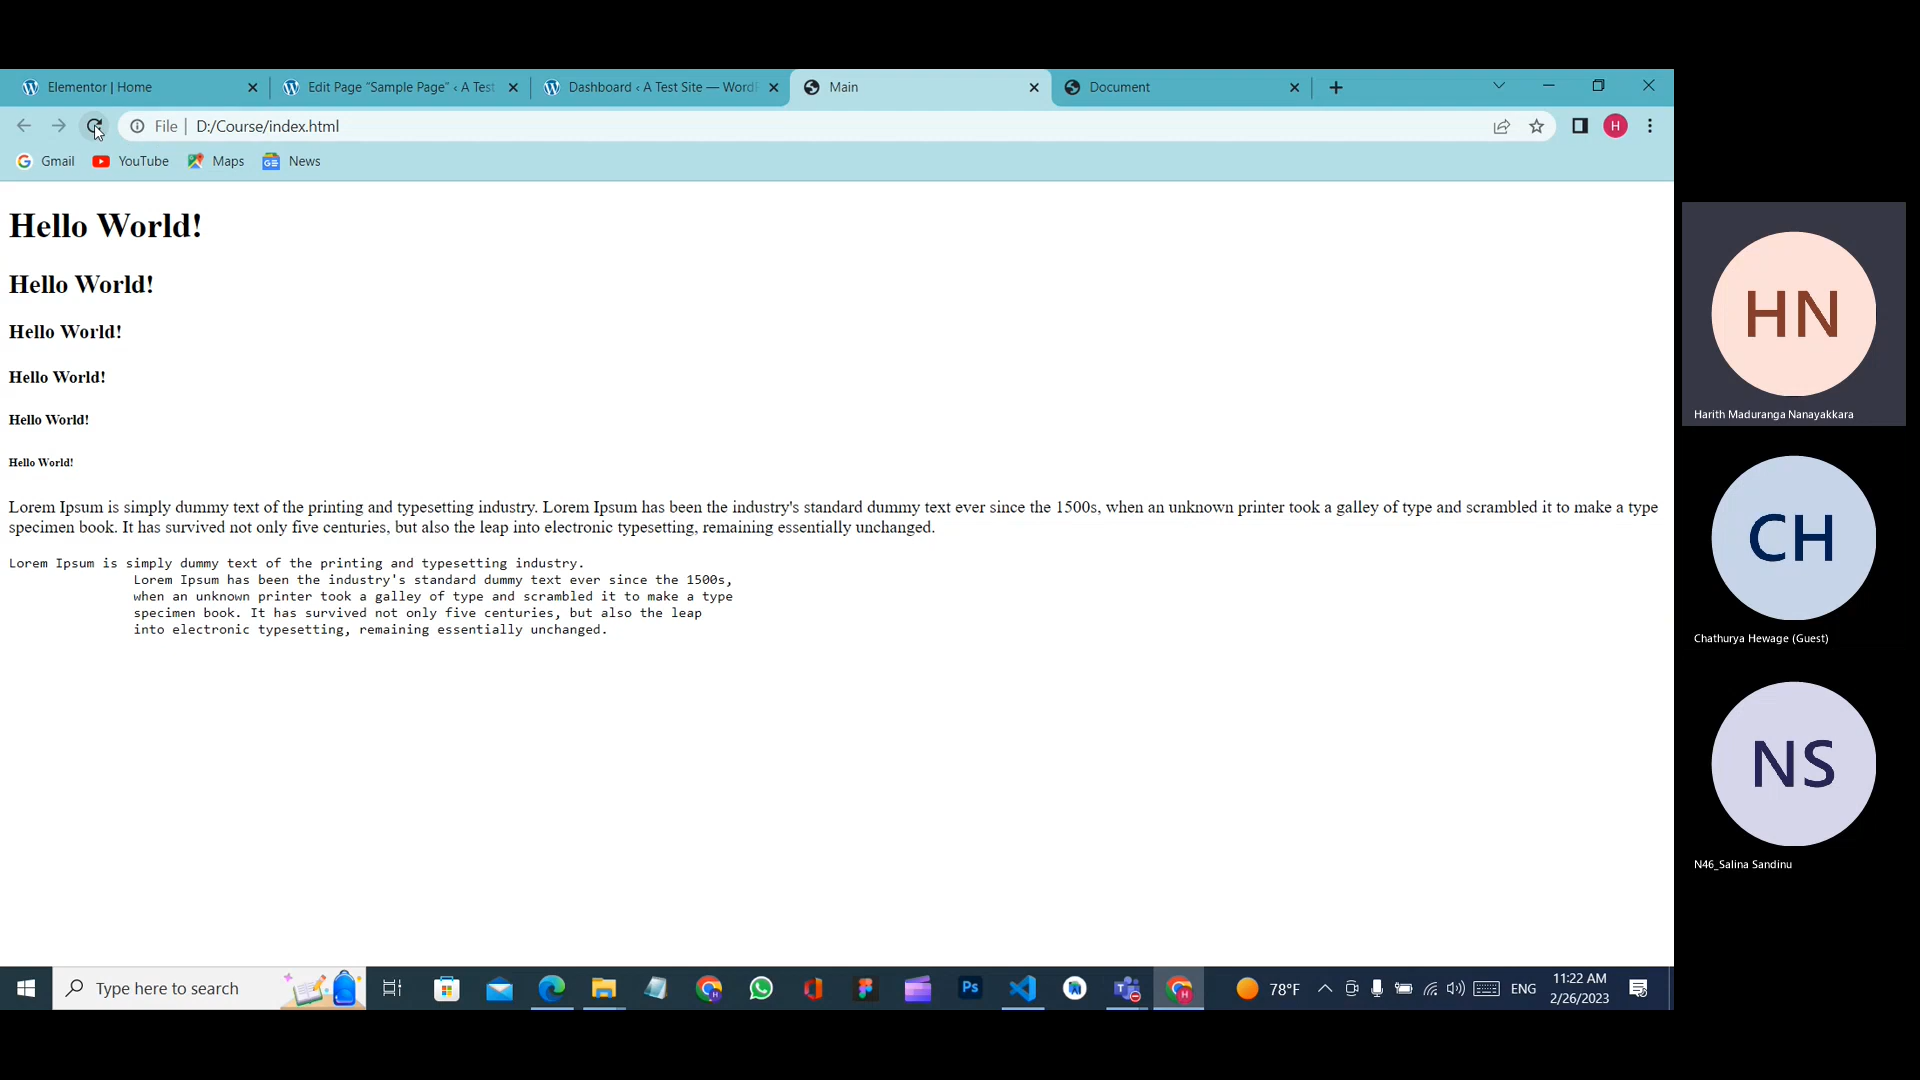 Elementor | Home
Edit Page "Sample Page" ‹ A Test
Dashboard ‹ A Test Site — Word
Main
Document
File | D:/Course/index.html
H
Gmail
YouTube
Maps
News
Hello World!
Hello World!
Hello World!
Hello World!
Hello World!
Hello World!
Lorem Ipsum is simply dummy text of the printing and typesetting industry. Lorem Ipsum has been the industry's standard dummy text ever since the 1500s, when an unknown printer took a galley of type and scrambled it to make a type
specimen book. It has survived not only five centuries, but also the leap into electronic typesetting, remaining essentially unchanged.
Lorem Ipsum is simply dummy text of the printing and typesetting industry.
Lorem Ipsum has been the industry's standard dummy text ever since the 1500s,
when an unknown printer took a galley of type and scrambled it to make a type
specimen book. It has survived not only five centuries, but also the leap
into electronic typesetting, remaining essentially unchanged.
HN
Harith Maduranga Nanayakkara
CH
Chathurya Hewage (Guest)
NS
N46_Salina Sandinu
Type here to search
Ps
78°F
ENG
11:22 AM
2/26/2023